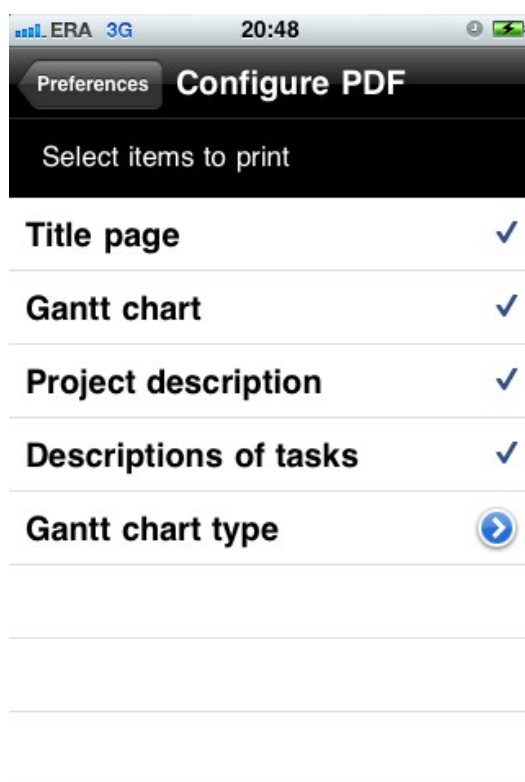 ERA 3G 20:48
Preferences Configure PDF
Select items to print
Title page
Gantt chart
Project description
Descriptions of tasks
Gantt chart type